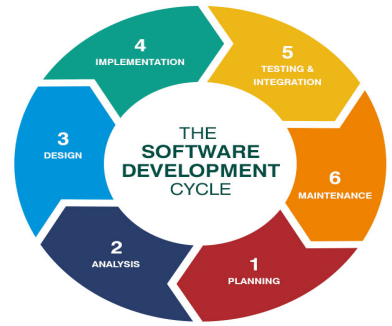 4
IMPLEMENTATION
5
TESTING &
INTEGRATION
3
DESIGN
THE
SOFTWARE
DEVELOPMENT
CYCLE
6
MAINTENANCE
2
ANALYSIS
1
PLANNING